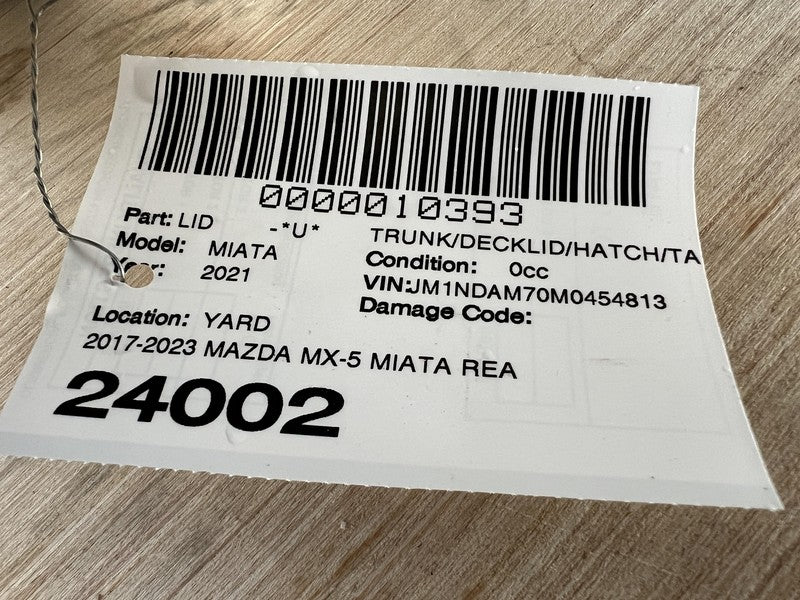 0000010393
Part: LID -*U* TRUNK/DECKLID/HATCH/TA
Model: MIATA Condition: 0cc
2021 VIN:JM1NDAM70M0454813
Damage Code:
Location: YARD
2017-2023 MAZDA MX-5 MIATA REA
24002